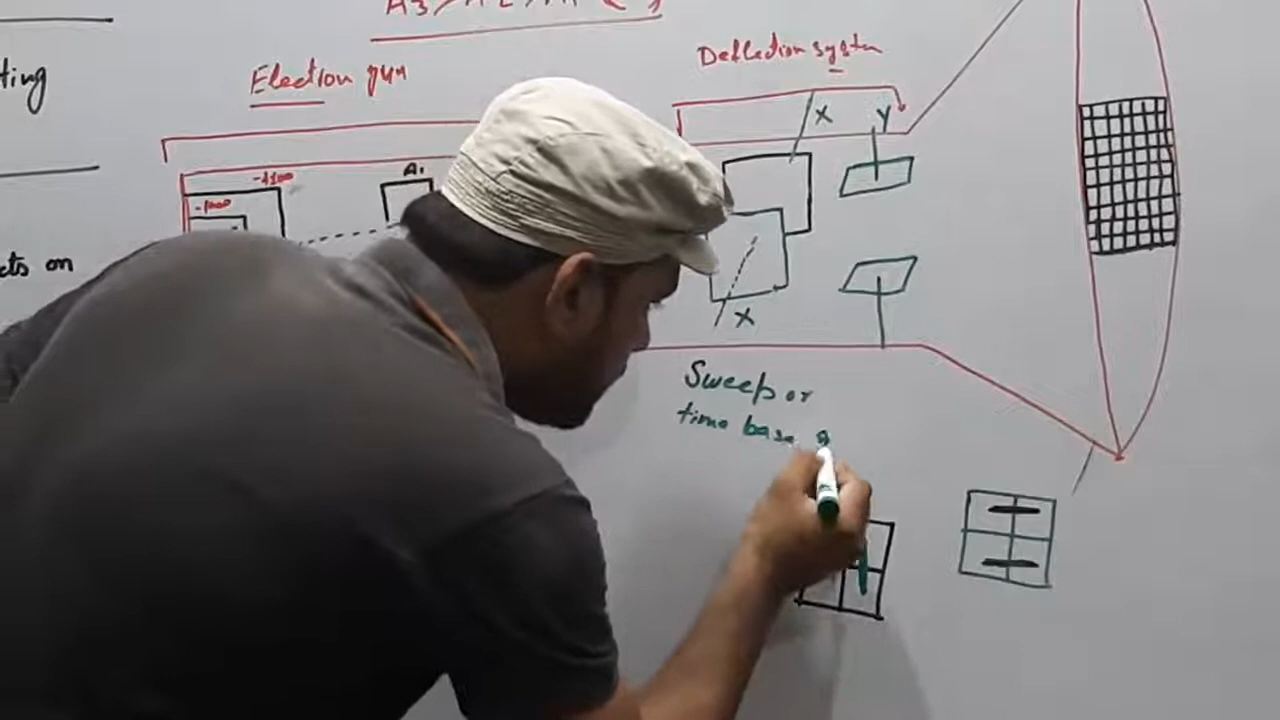 ting
Election gun
Deflection system
X
Y
-1100
-1000
A1
cts on
X
Sweep or
time base